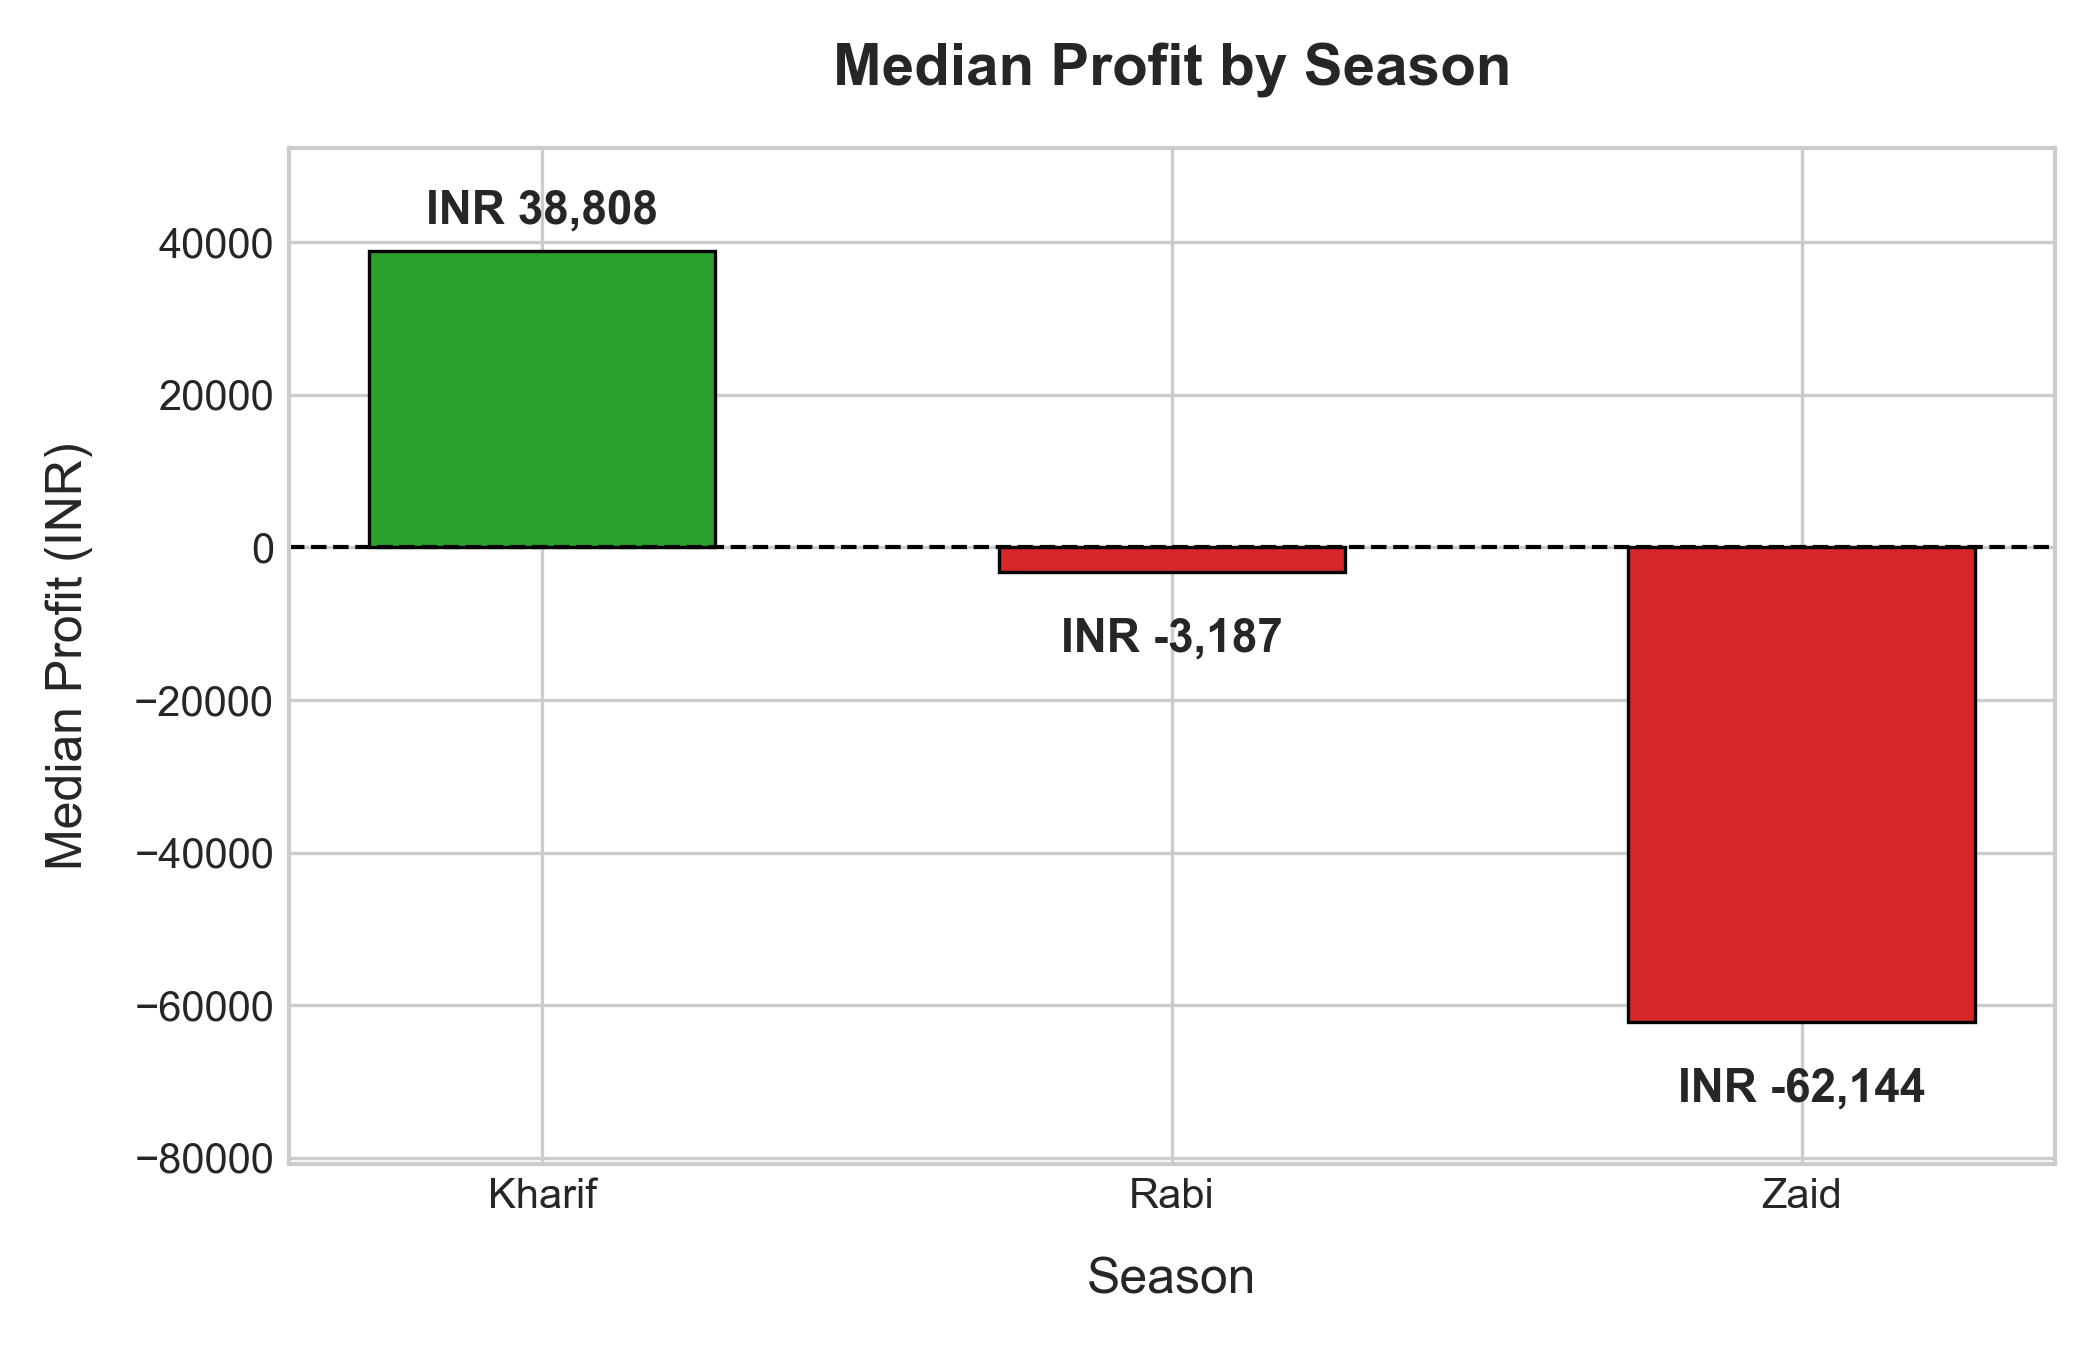 Median Profit by Season
Median Profit (INR)
40000
20000
0
−20000
−40000
−60000
−80000
INR 38,808
INR -3,187
INR -62,144
Kharif
Rabi
Zaid
Season